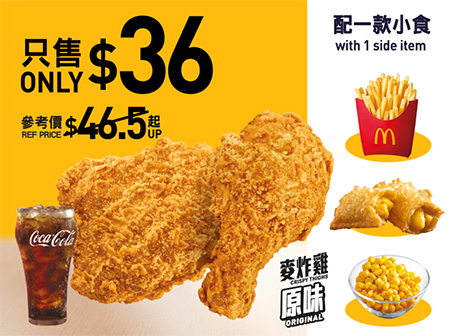 只售
ONLY
$36
參考價
REF PRICE
$46.5
起
UP
配一款小食
with 1 side item
Coca-Cola
麥炸雞
CRISPY THIGHS
原味
ORIGINAL